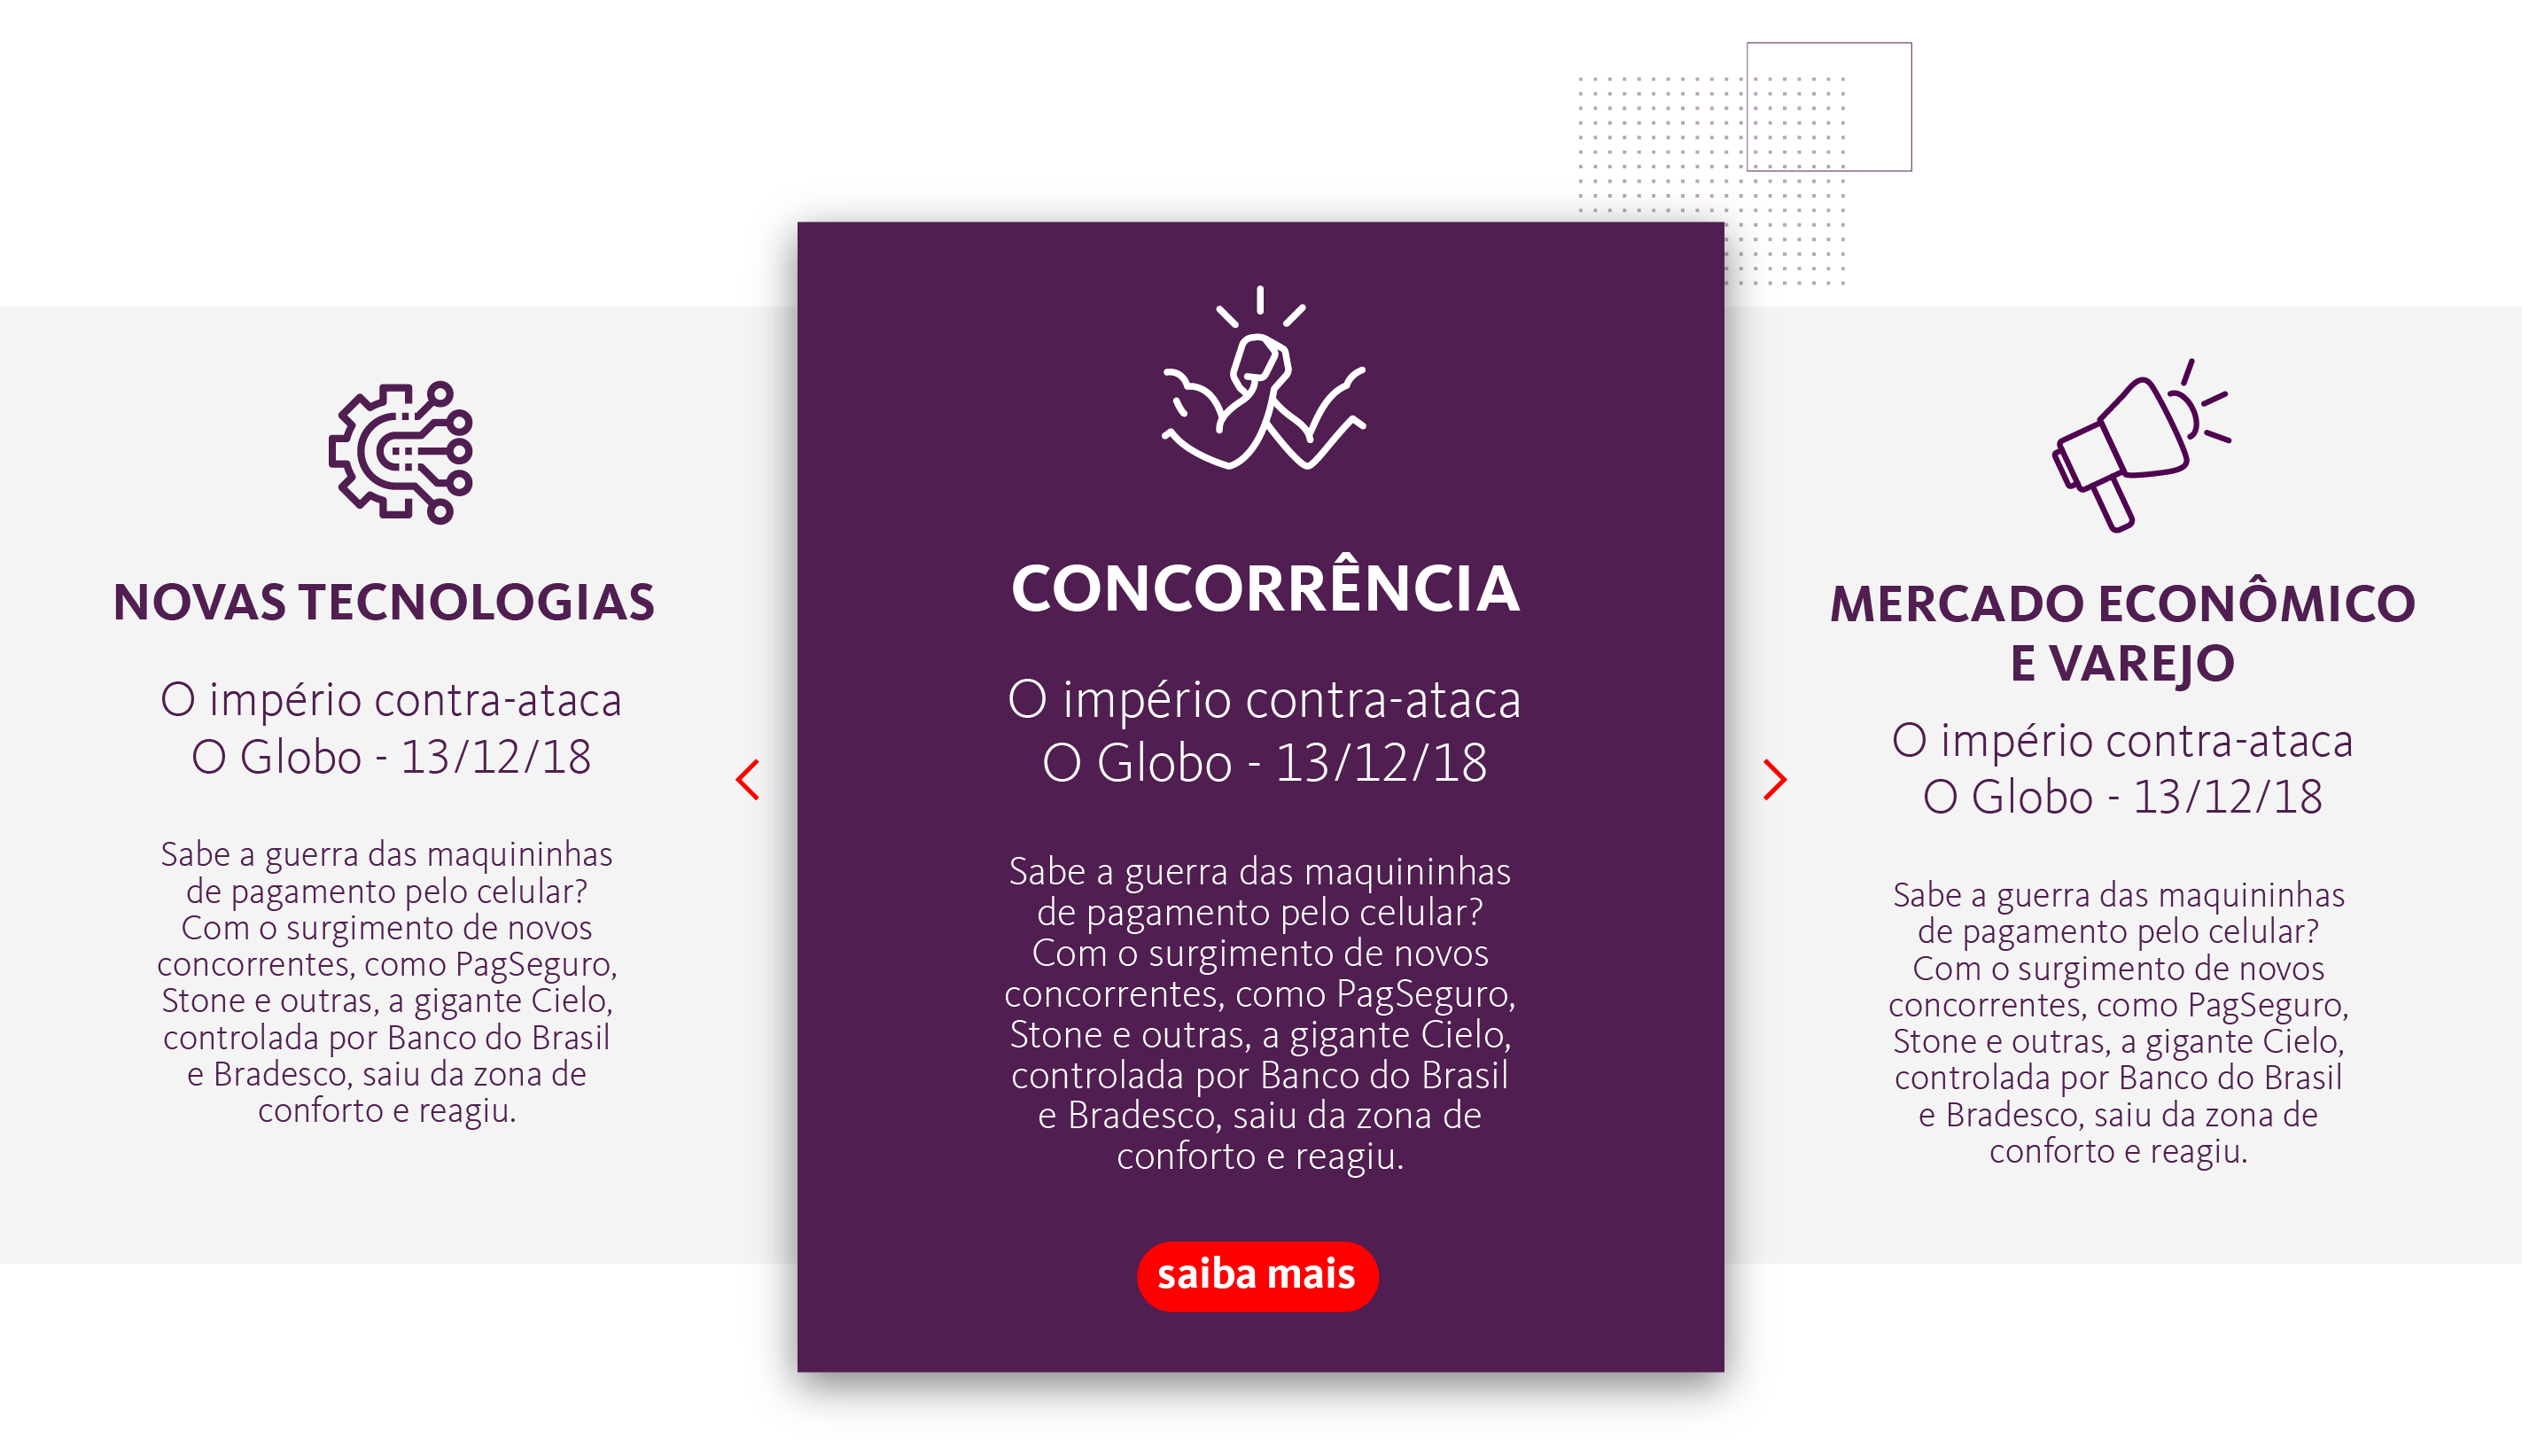 NOVAS TECNOLOGIAS
O império contra-ataca
O Globo - 13/12/18
Sabe a guerra das maquininhas
de pagamento pelo celular?
Com o surgimento de novos
concorrentes, como PagSeguro,
Stone e outras, a gigante Cielo,
controlada por Banco do Brasil
e Bradesco, saiu da zona de
conforto e reagiu.
CONCORRÊNCIA
O império contra-ataca
O Globo - 13/12/18
Sabe a guerra das maquininhas
de pagamento pelo celular?
Com o surgimento de novos
concorrentes, como PagSeguro,
Stone e outras, a gigante Cielo,
controlada por Banco do Brasil
e Bradesco, saiu da zona de
conforto e reagiu.
saiba mais
MERCADO ECONÔMICO
E VAREJO
O império contra-ataca
O Globo - 13/12/18
Sabe a guerra das maquininhas
de pagamento pelo celular?
Com o surgimento de novos
concorrentes, como PagSeguro,
Stone e outras, a gigante Cielo,
controlada por Banco do Brasil
e Bradesco, saiu da zona de
conforto e reagiu.